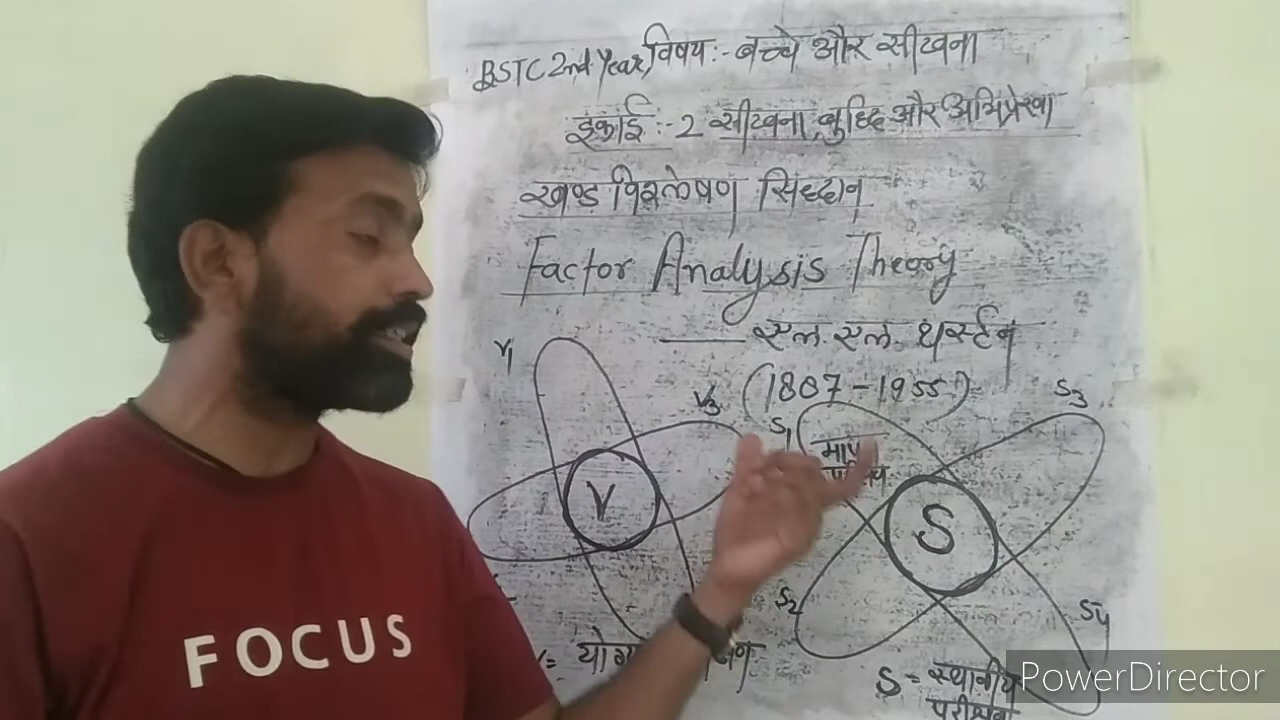 BSTC 2nd Year, विषय:- बच्चे और सीखना
इकाई:-2 सीखना, बुद्धि और अभिप्रेरणा
खण्ड विश्लेषण सिद्दान्
Factor Analysis Theory
एल. एल. थर्स्टन
(1887-1955)
V1
V3
V
S1
S3
S
S2
S4
V=
S = स्थानीय
परीक्षण
FOCUS
PowerDirector